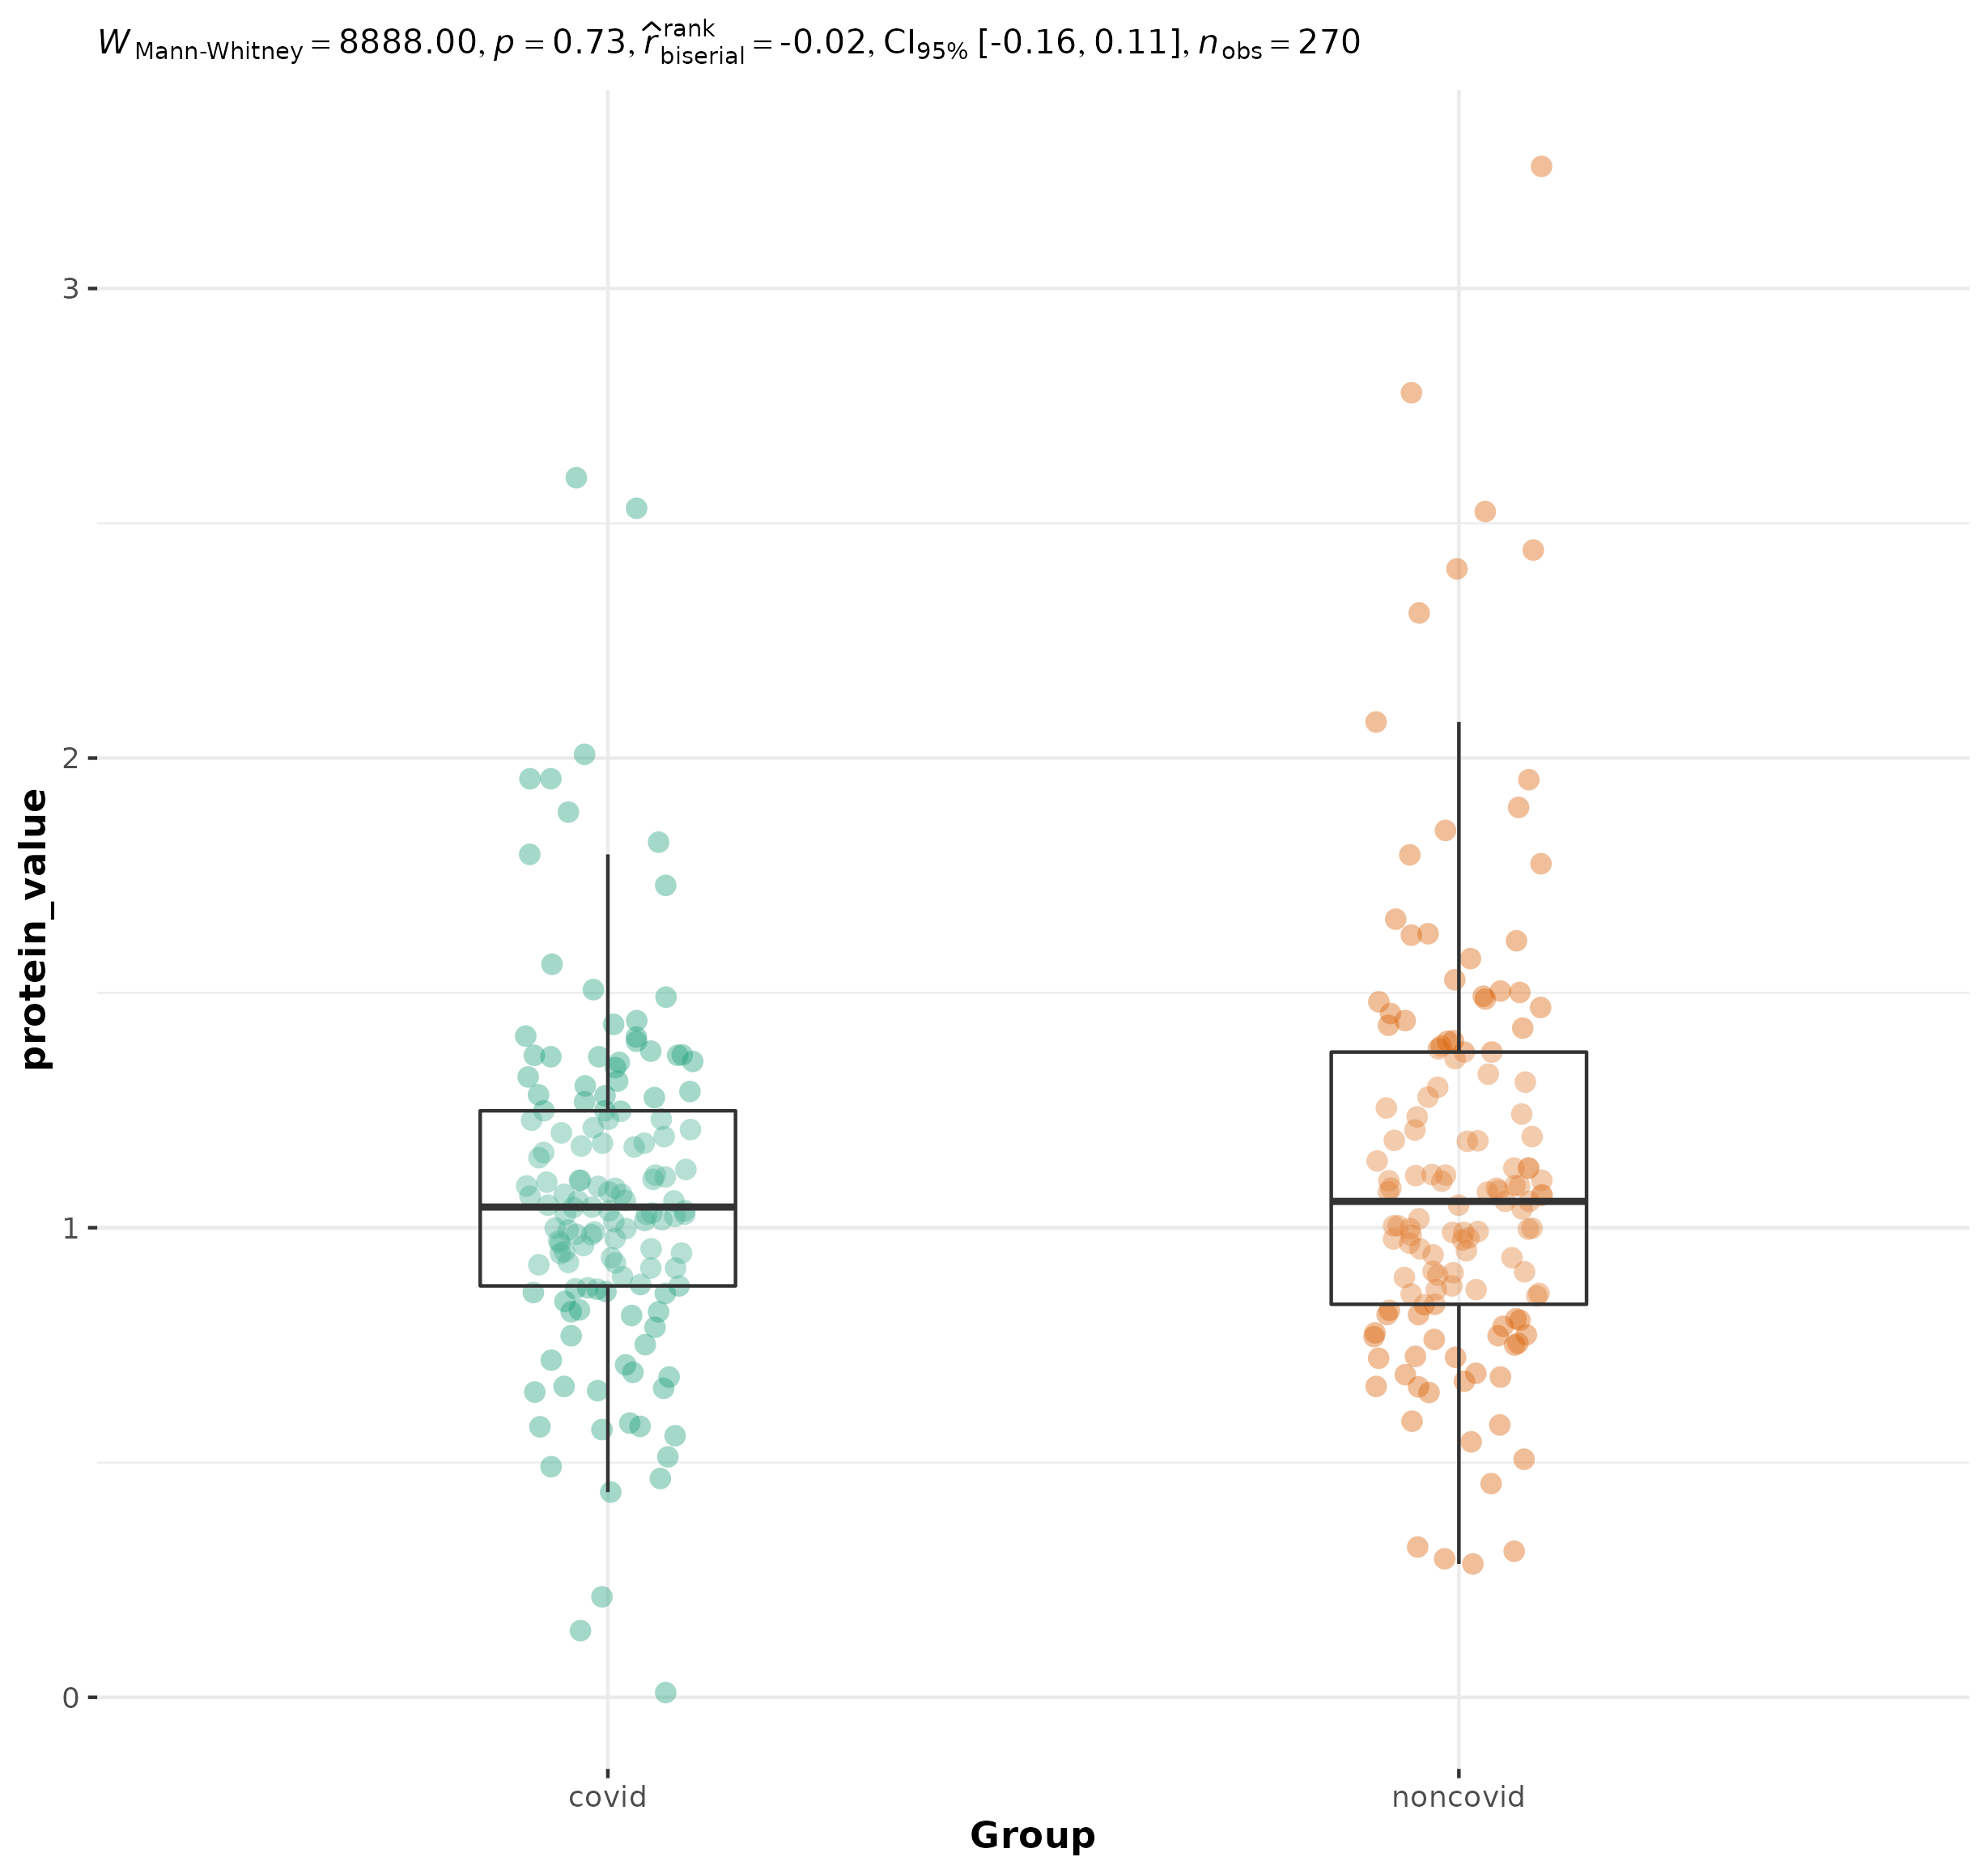 W Mann-Whitney = 8888.00, p = 0.73, r̂ rank biserial = -0.02, CI95% [-0.16, 0.11], nobs = 270
3
2
1
0
protein_value
covid noncovid
Group